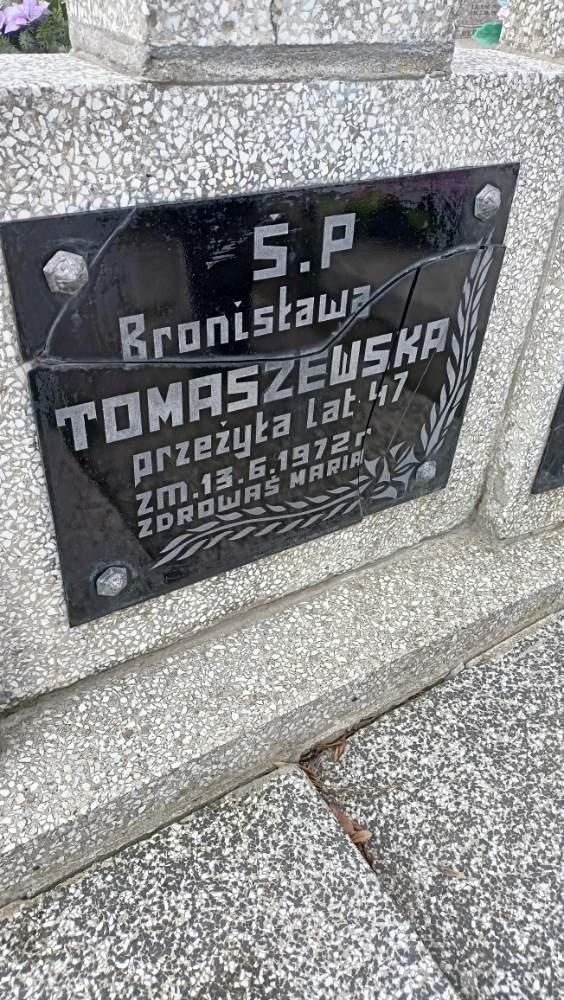 Ś.P
Bronisława
TOMASZEWSKA
przeżyła lat 47
zm.13.6.1972r
ZDROWAŚ MARIA